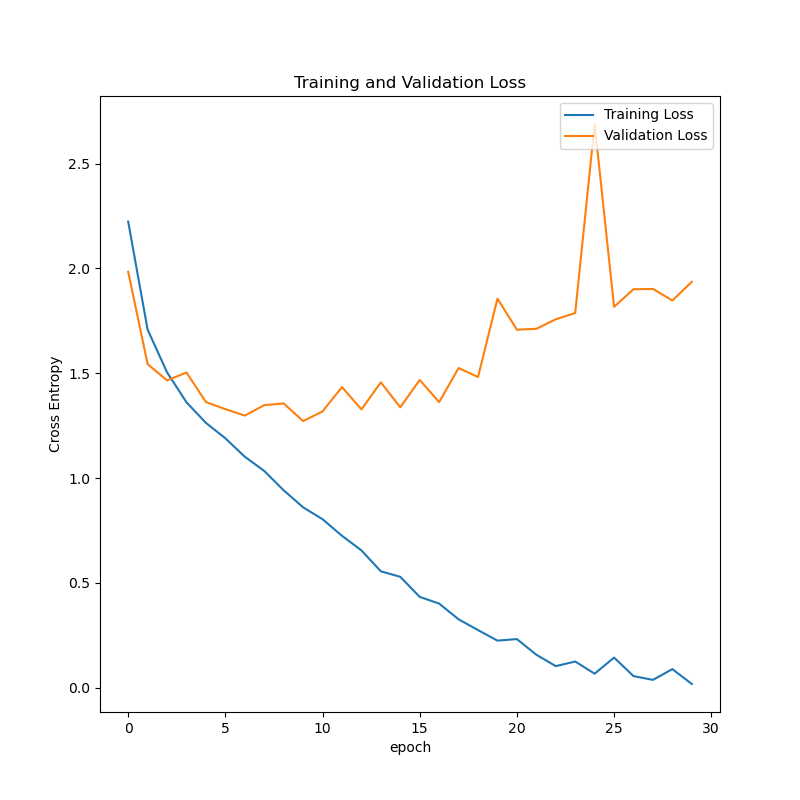 Training and Validation Loss
Training Loss
Validation Loss
2.5
2.0
1.5
1.0
0.5
0.0
Cross Entropy
0 5 10 15 20 25 30
epoch